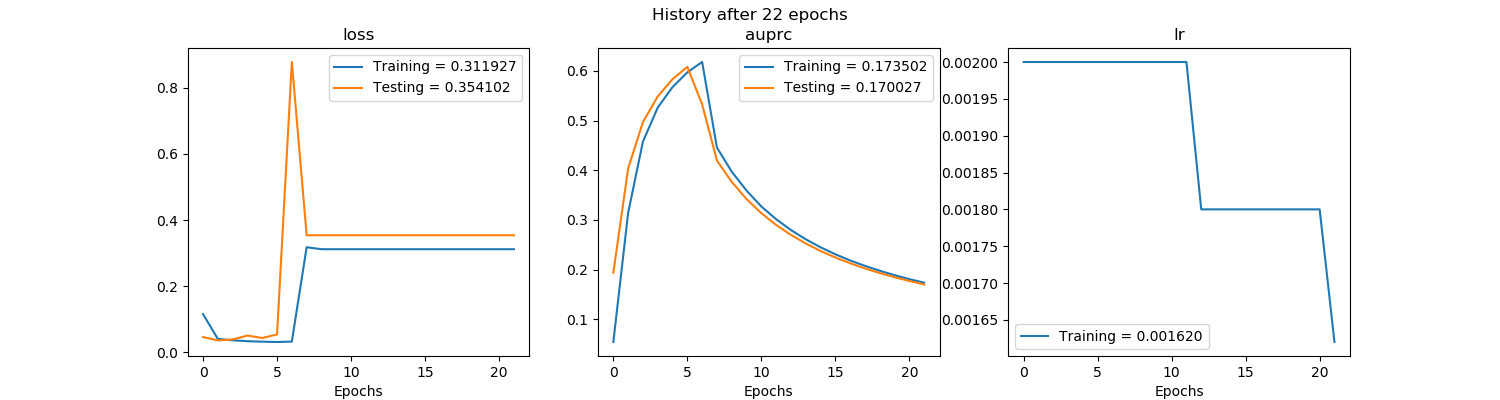 History after 22 epochs
loss
Training = 0.311927
Testing = 0.354102
0.8
0.6
0.4
0.2
0.0
0 5 10 15 20
Epochs
auprc
Training = 0.173502
Testing = 0.170027
0.6
0.5
0.4
0.3
0.2
0.1
0 5 10 15 20
Epochs
lr
0.00200
0.00195
0.00190
0.00185
0.00180
0.00175
0.00170
0.00165
Training = 0.001620
0 5 10 15 20
Epochs